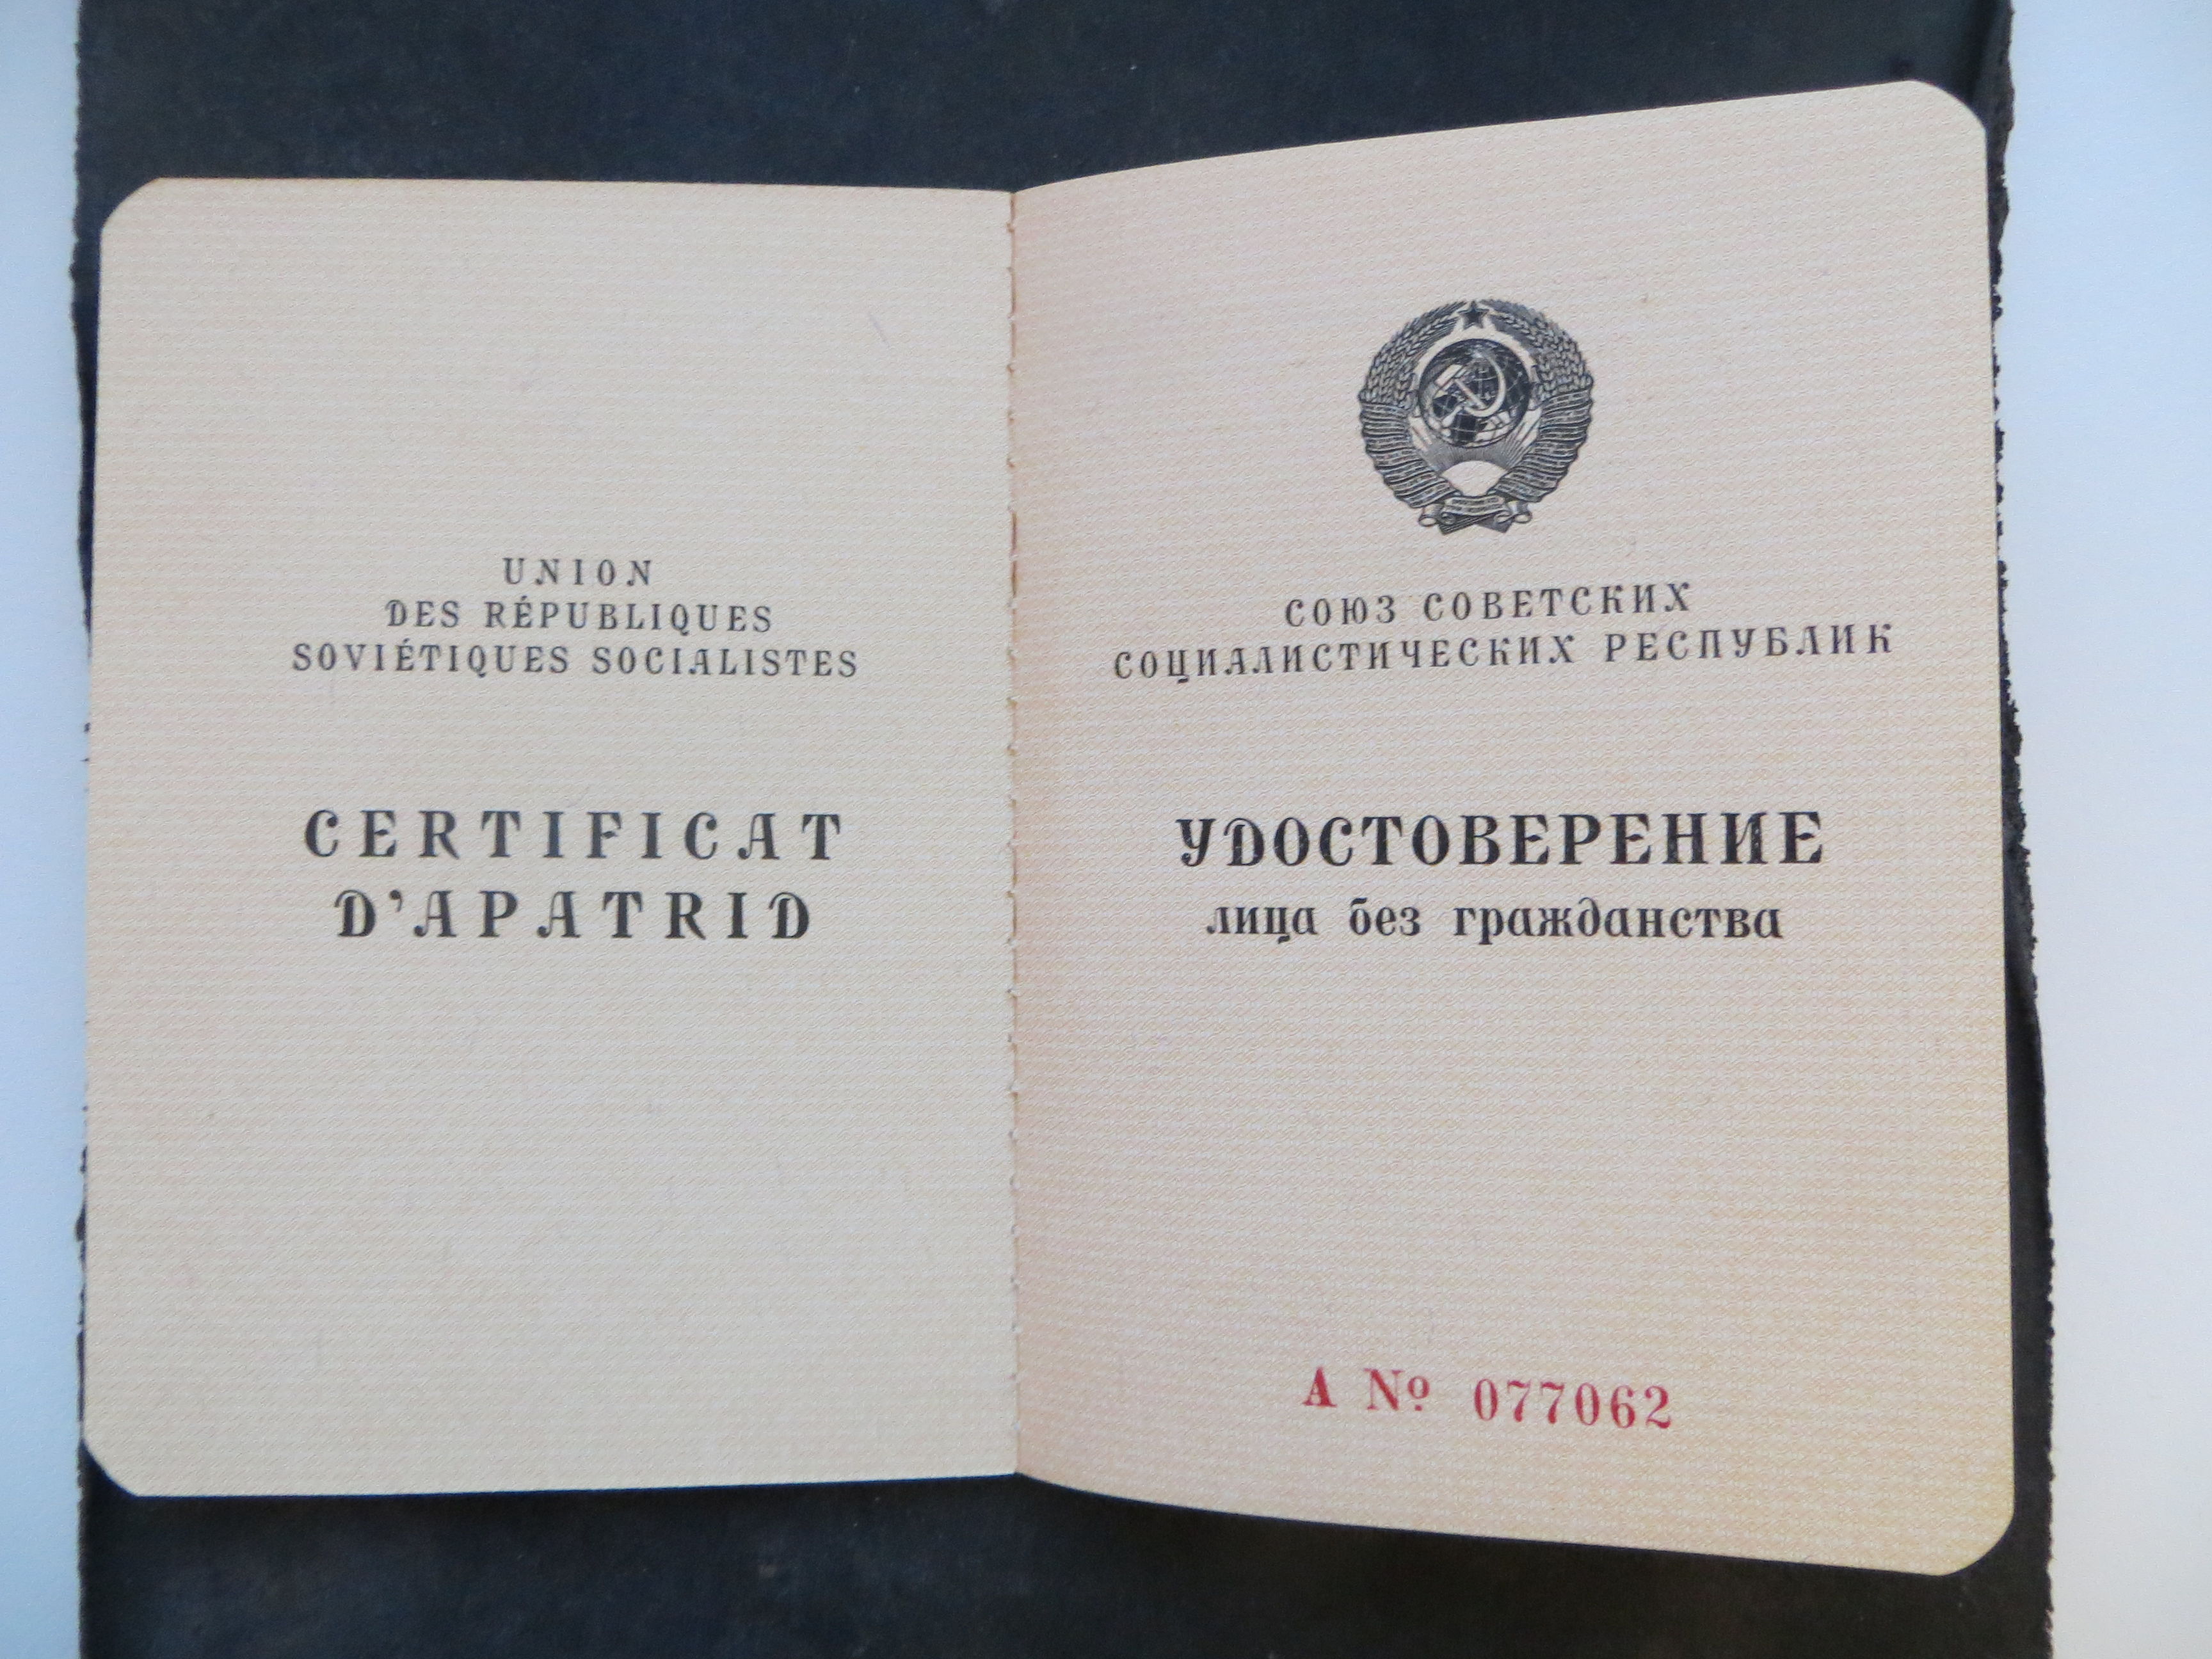 UNION
DES RÉPUBLIQUES
SOVIÉTIQUES SOCIALISTES
CERTIFICAT
D'APATRID
СОЮЗ СОВЕТСКИХ
СОЦИАЛИСТИЧЕСКИХ РЕСПУБЛИК
УДОСТОВЕРЕНИЕ
лица без гражданства
А № 077062